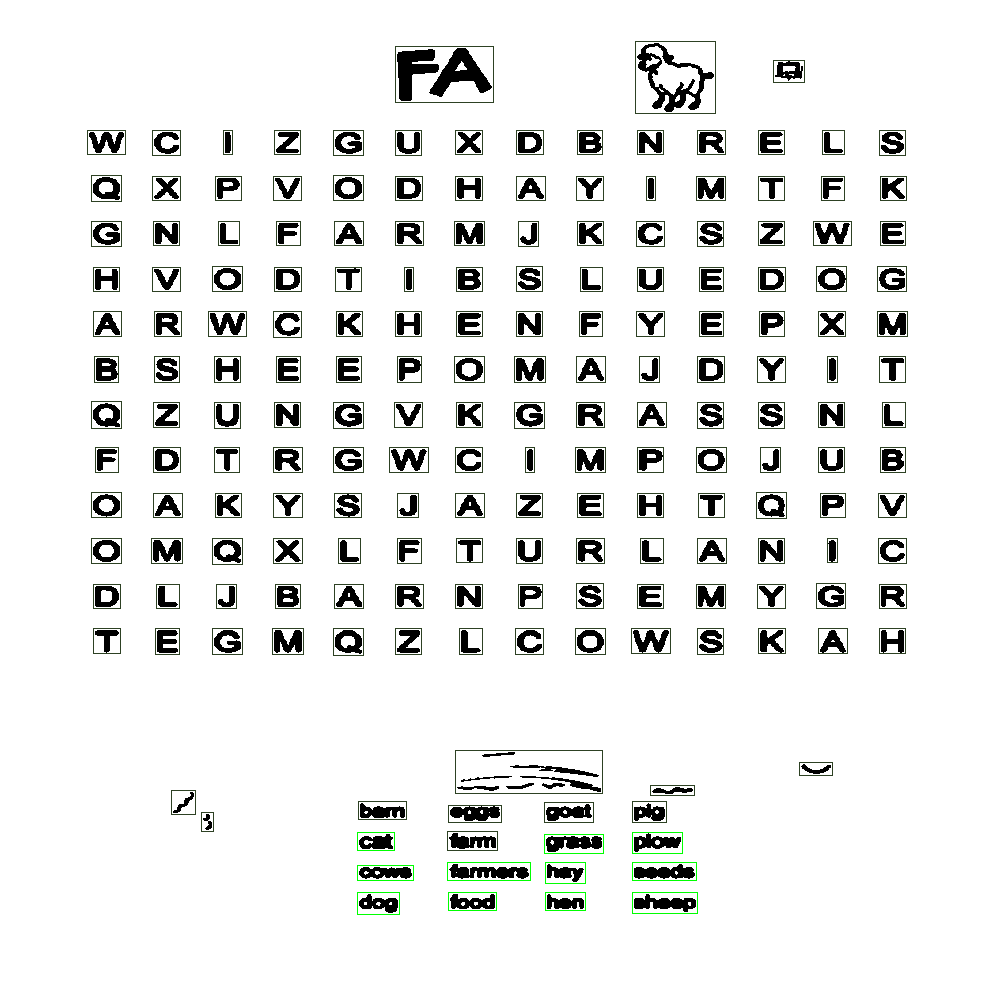 FA
W C I Z G U X D B N R E L S
Q X P V O D H A Y I M T F K
G N L F A R M J K C S Z W E
H V O D T I B S L U E D O G
A R W C K H E N F Y E P X M
B S H E E P O M A J D Y I T
Q Z U N G V K G R A S S N L
F D T R G W C I M P O J U B
O A K Y S J A Z E H T Q P V
O M Q X L F T U R L A N I C
D L J B A R N P S E M Y G R
T E G M Q Z L C O W S K A H
barn eggs goat pig
cat farm grass plow
cows farmers hay seeds
dog food hen sheep